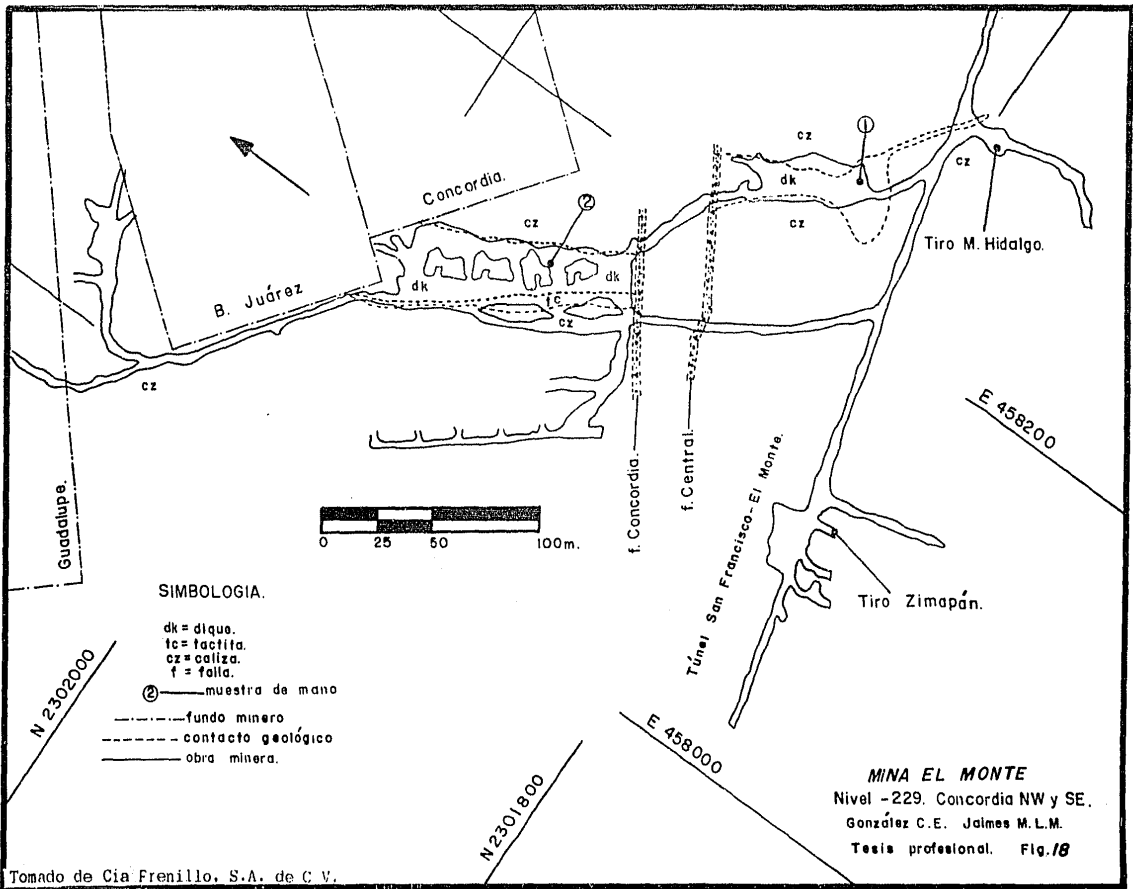 cz
①
cz
dk
cz
Concordia.
cz
②
cz
Tiro M. Hidalgo.
dk
dk
B. Juárez
tc
cz
cz
Guadalupe.
f. Concordia.
f. Central.
E 458200
0 25 50 100m.
Túnel San Francisco-El Monte.
Tiro Zimapán.
SIMBOLOGIA.
dk = dique.
tc = tactita.
cz = caliza.
f = falla.
② muestra de mano
fundo minero
contacto geológico
obra minera.
N 2302000
E 458000
N 2301800
MINA EL MONTE
Nivel -229. Concordia NW y SE.
González C.E. Jaimes M.L.M.
Tesis profesional. Fig. 18
Tomado de Cia Frenillo, S.A. de C V.